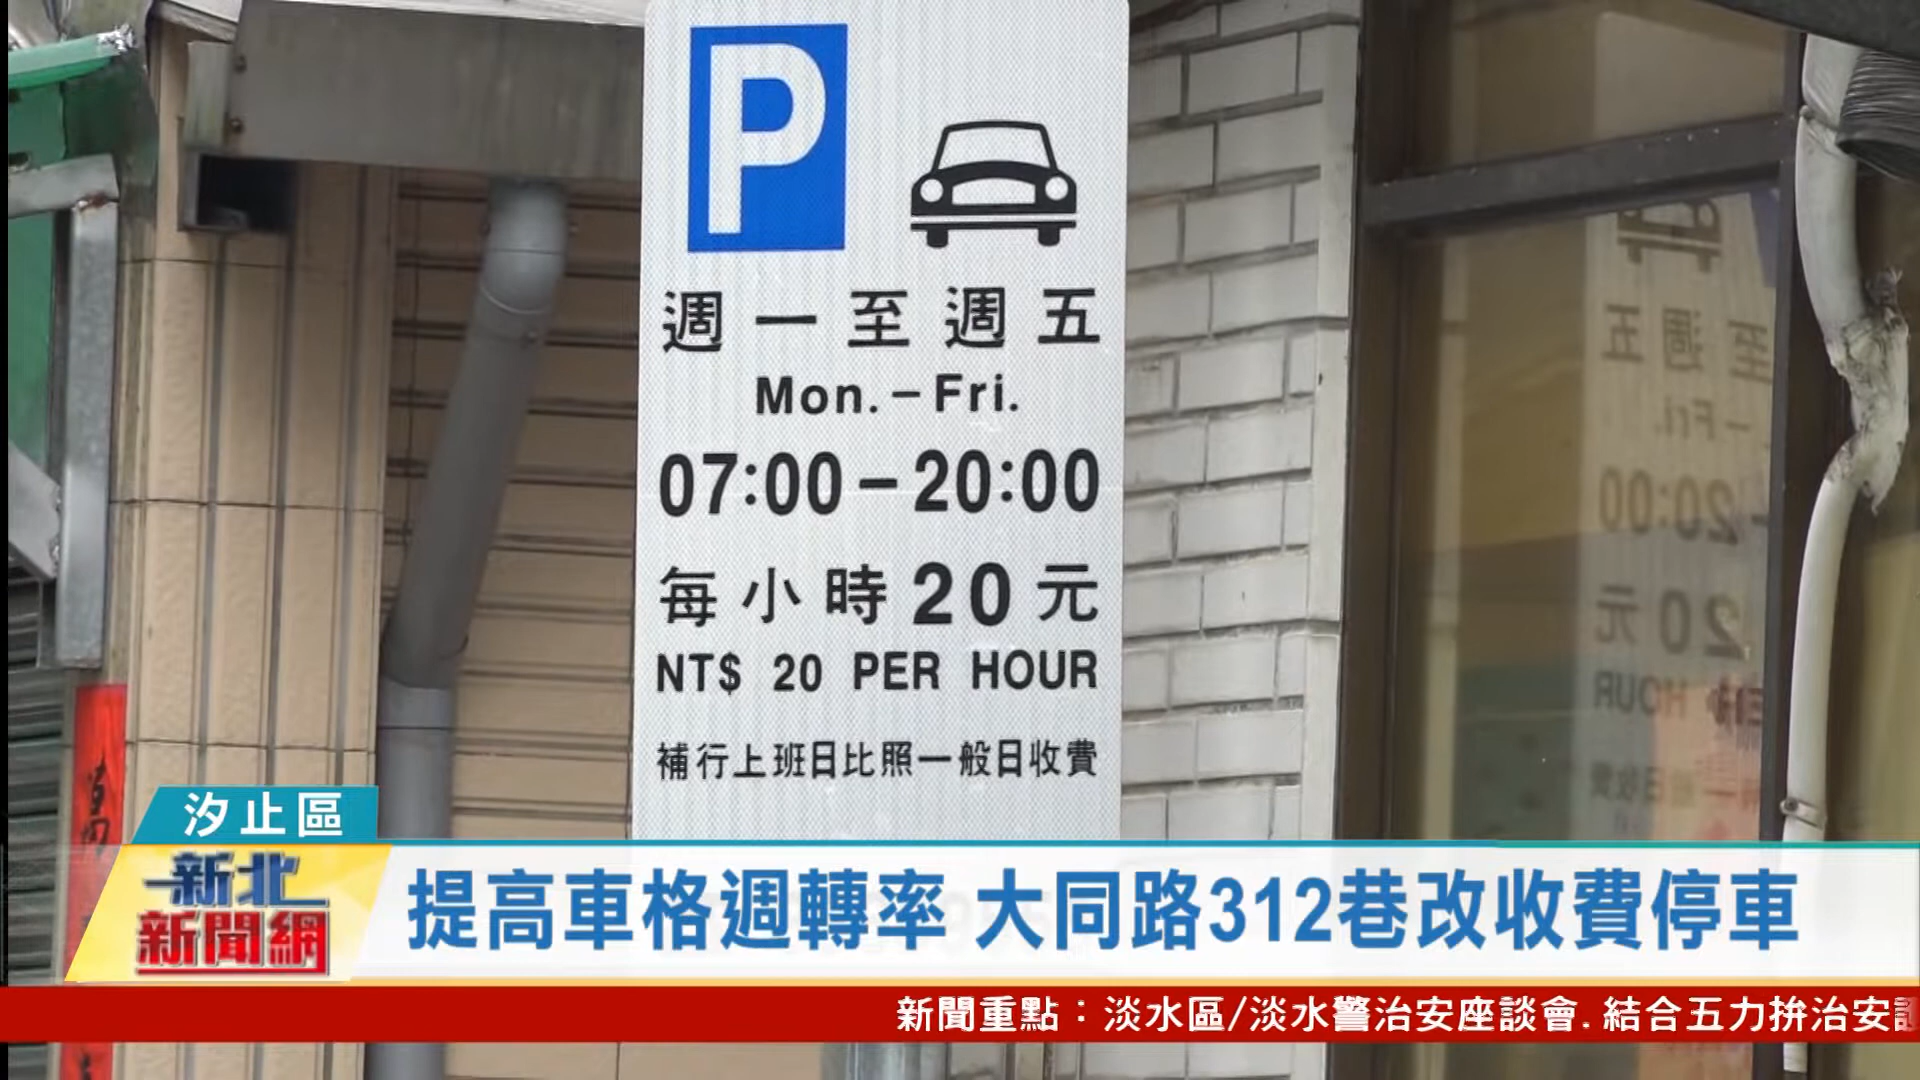 P
週一至週五
Mon.-Fri.
07:00-20:00
每小時20元
NT$ 20 PER HOUR
補行上班日比照一般日收費
汐止區
新北
新聞網
提高車格週轉率 大同路312巷改收費停車
新聞重點：淡水區/淡水警治安座談會.結合五力拚治安